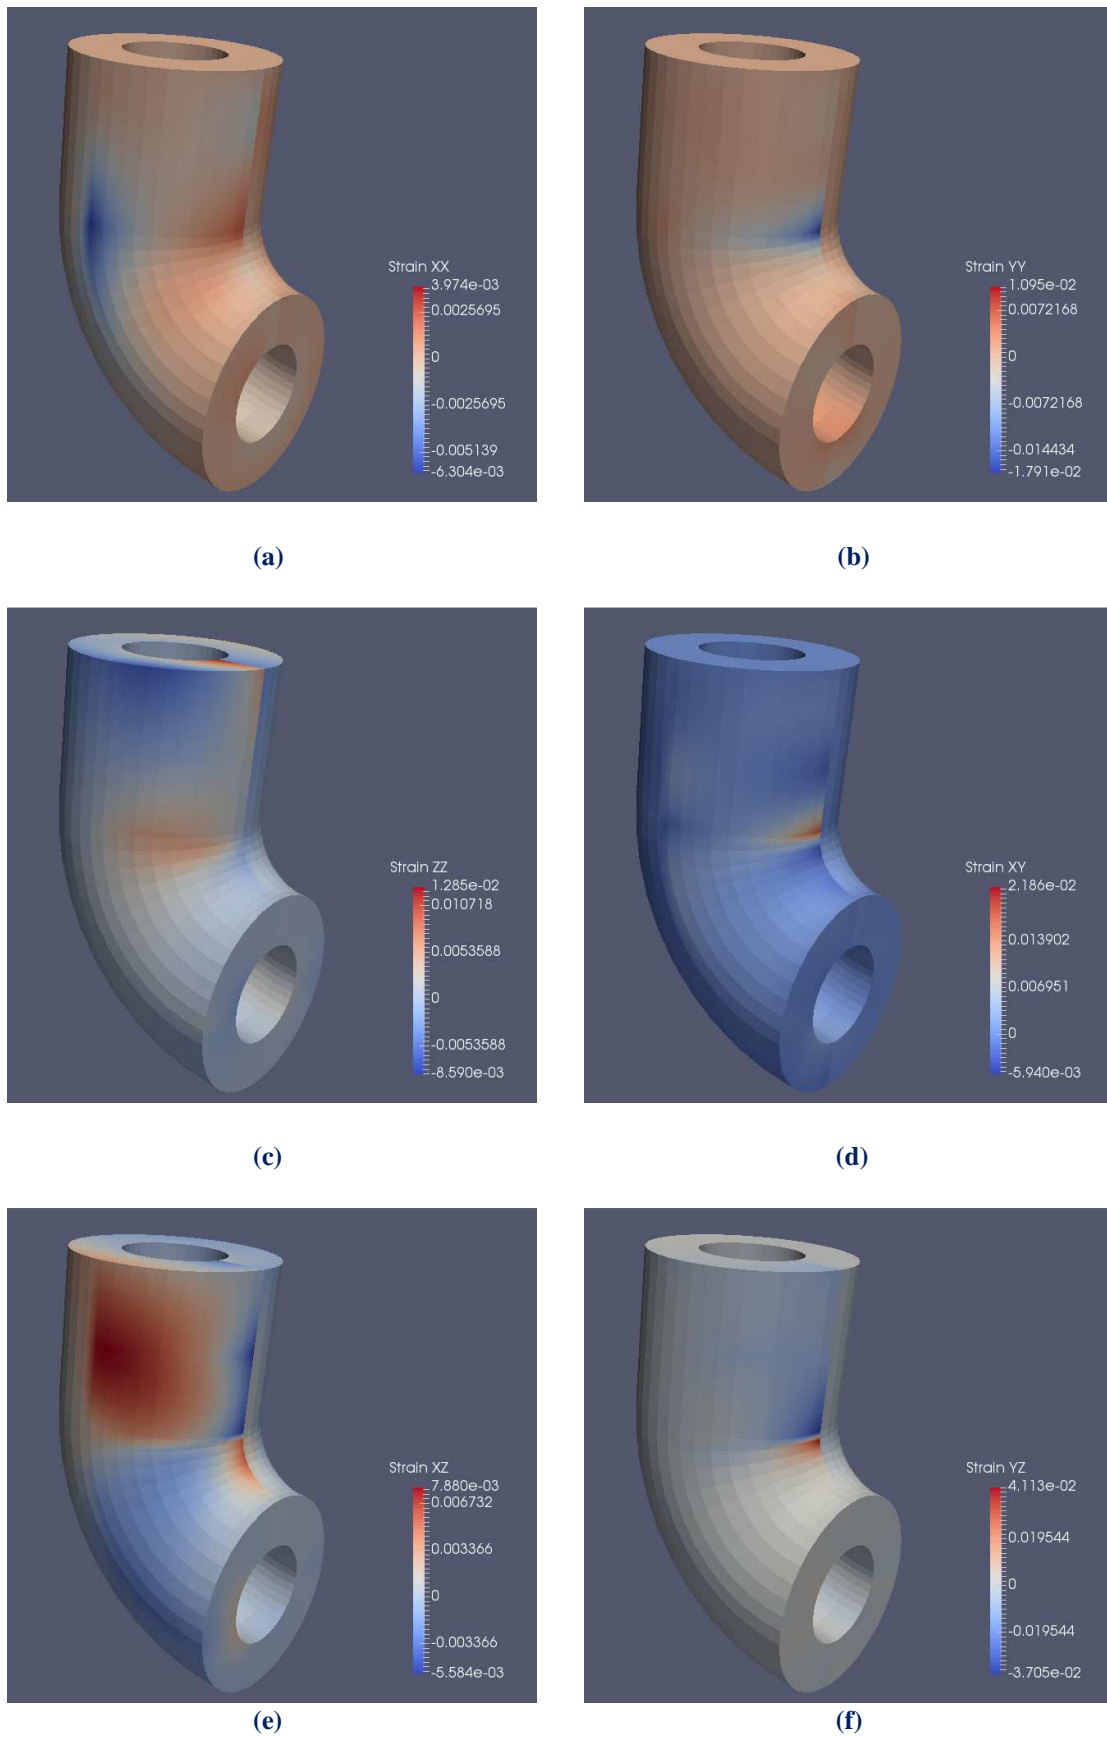 Strain XX
3.974e-03
0.0025695
0
-0.0025695
-0.005139
-6.304e-03
(a)
Strain YY
1.095e-02
0.0072168
0
-0.0072168
-0.014434
-1.791e-02
(b)
Strain ZZ
1.285e-02
0.010718
0.0053588
0
-0.0053588
-8.590e-03
(c)
Strain XY
2.186e-02
0.013902
0.006951
0
-5.940e-03
(d)
Strain XZ
7.880e-03
0.006732
0.003366
0
-0.003366
-5.584e-03
(e)
Strain YZ
4.113e-02
0.019544
0
-0.019544
-3.705e-02
(f)